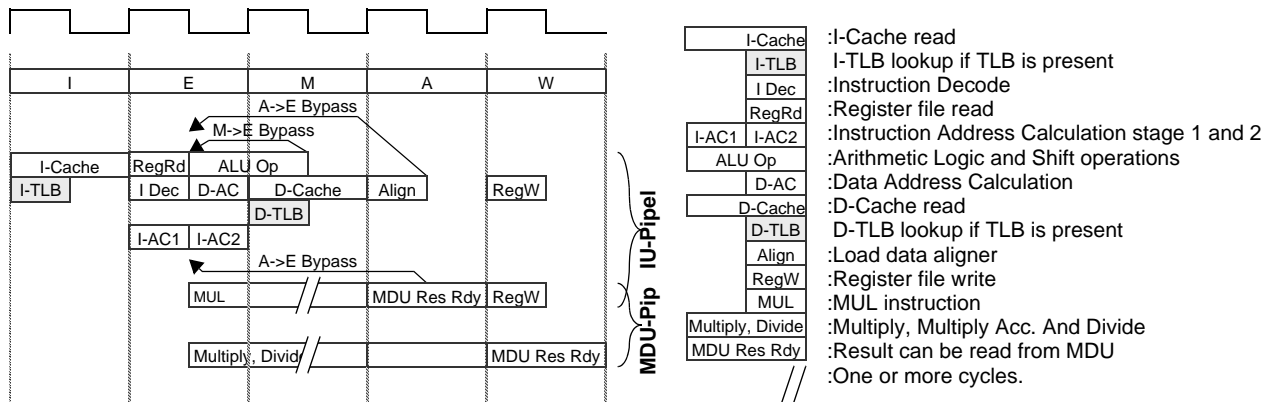 I E M A W
A->E Bypass
M->E Bypass
I-Cache RegRd ALU Op
I-TLB I Dec D-AC D-Cache Align RegW
D-TLB
I-AC1 I-AC2
A->E Bypass
MUL MDU Res Rdy RegW
Multiply, Divide MDU Res Rdy
IU-Pipel
MDU-Pip
I-Cache :I-Cache read
I-TLB I-TLB lookup if TLB is present
I Dec :Instruction Decode
RegRd :Register file read
I-AC1 I-AC2 :Instruction Address Calculation stage 1 and 2
ALU Op :Arithmetic Logic and Shift operations
D-AC :Data Address Calculation
D-Cache :D-Cache read
D-TLB D-TLB lookup if TLB is present
Align :Load data aligner
RegW :Register file write
MUL :MUL instruction
Multiply, Divide :Multiply, Multiply Acc. And Divide
MDU Res Rdy :Result can be read from MDU
:One or more cycles.